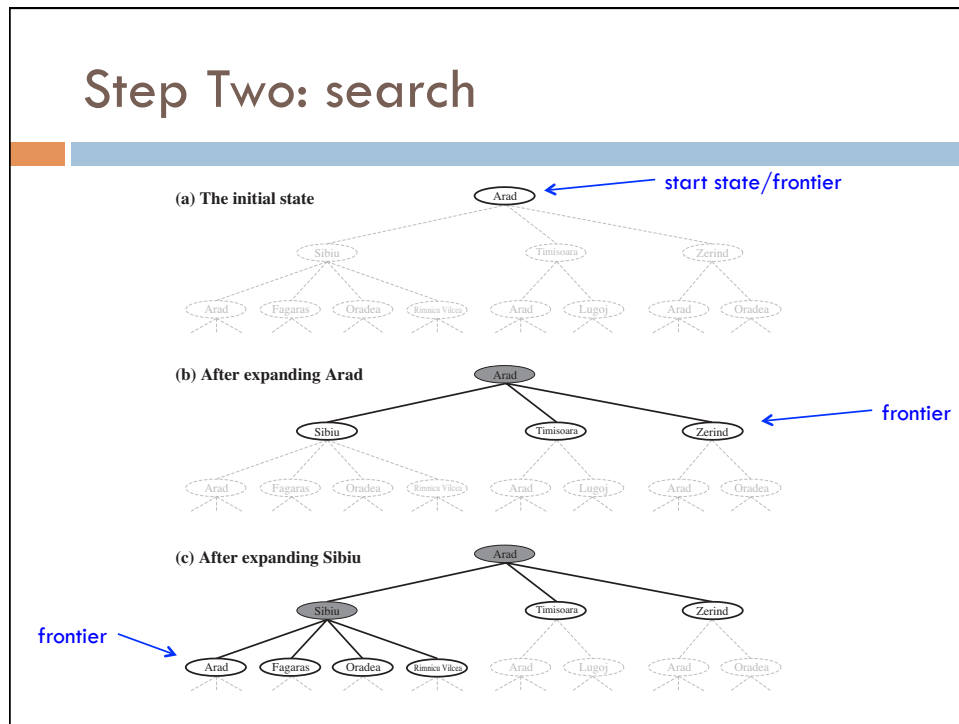 Step Two: search
start state/frontier
(a) The initial state
Arad
Sibiu Timisoara Zerind
Arad Fagaras Oradea Rimnicu Vilcea Arad Lugoj Arad Oradea
(b) After expanding Arad
Arad
frontier
Sibiu Timisoara Zerind
Arad Fagaras Oradea Rimnicu Vilcea Arad Lugoj Arad Oradea
(c) After expanding Sibiu
Arad
Sibiu Timisoara Zerind
frontier
Arad Fagaras Oradea Rimnicu Vilcea Arad Lugoj Arad Oradea